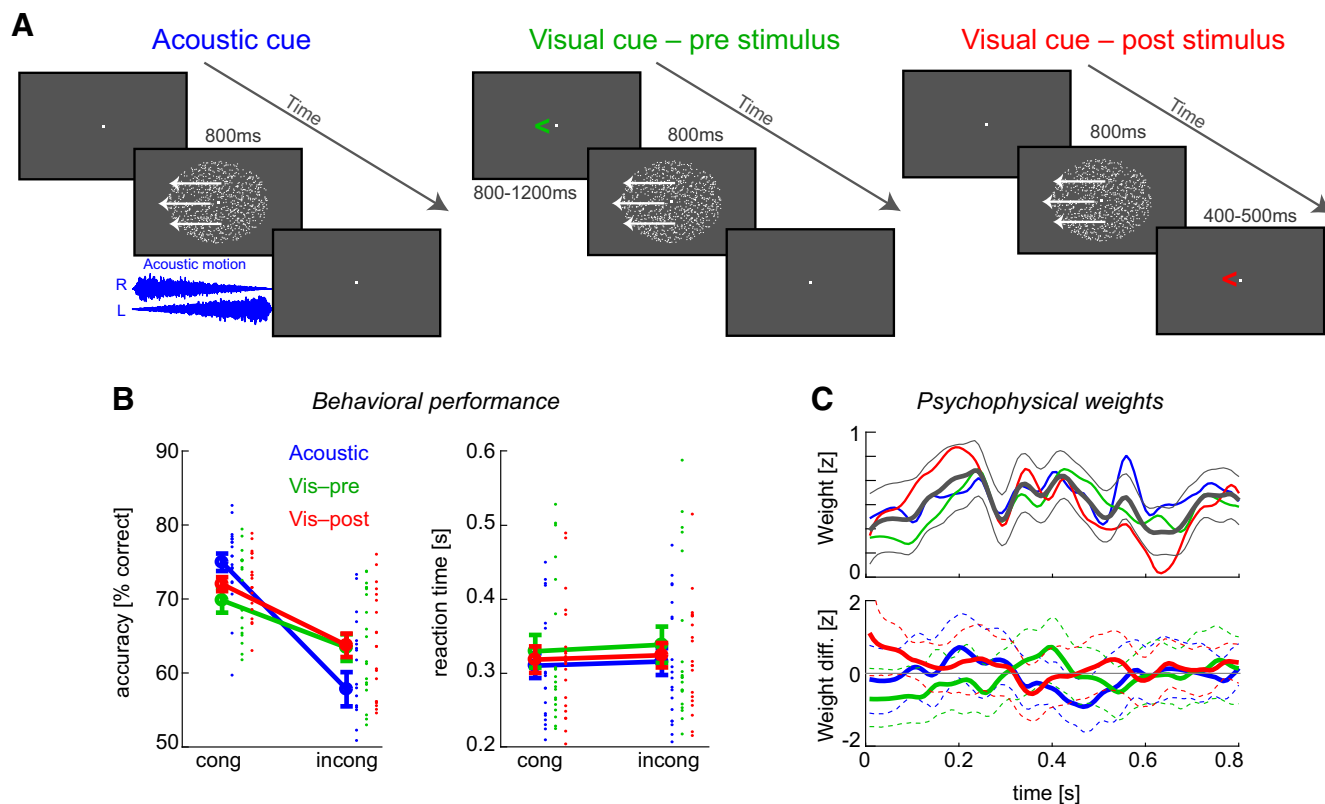 A
Acoustic cue
Time
800ms
Acoustic motion
R
L
Visual cue – pre stimulus
Time
<
800ms
800-1200ms
Visual cue – post stimulus
Time
800ms
400-500ms
<
B
Behavioral performance
accuracy [% correct]
90
80
70
60
50
cong
incong
Acoustic
Vis–pre
Vis–post
reaction time [s]
0.6
0.5
0.4
0.3
0.2
cong
incong
C
Psychophysical weights
Weight [z]
1
0
Weight diff. [z]
2
0
-2
0
0.2
0.4
0.6
0.8
time [s]